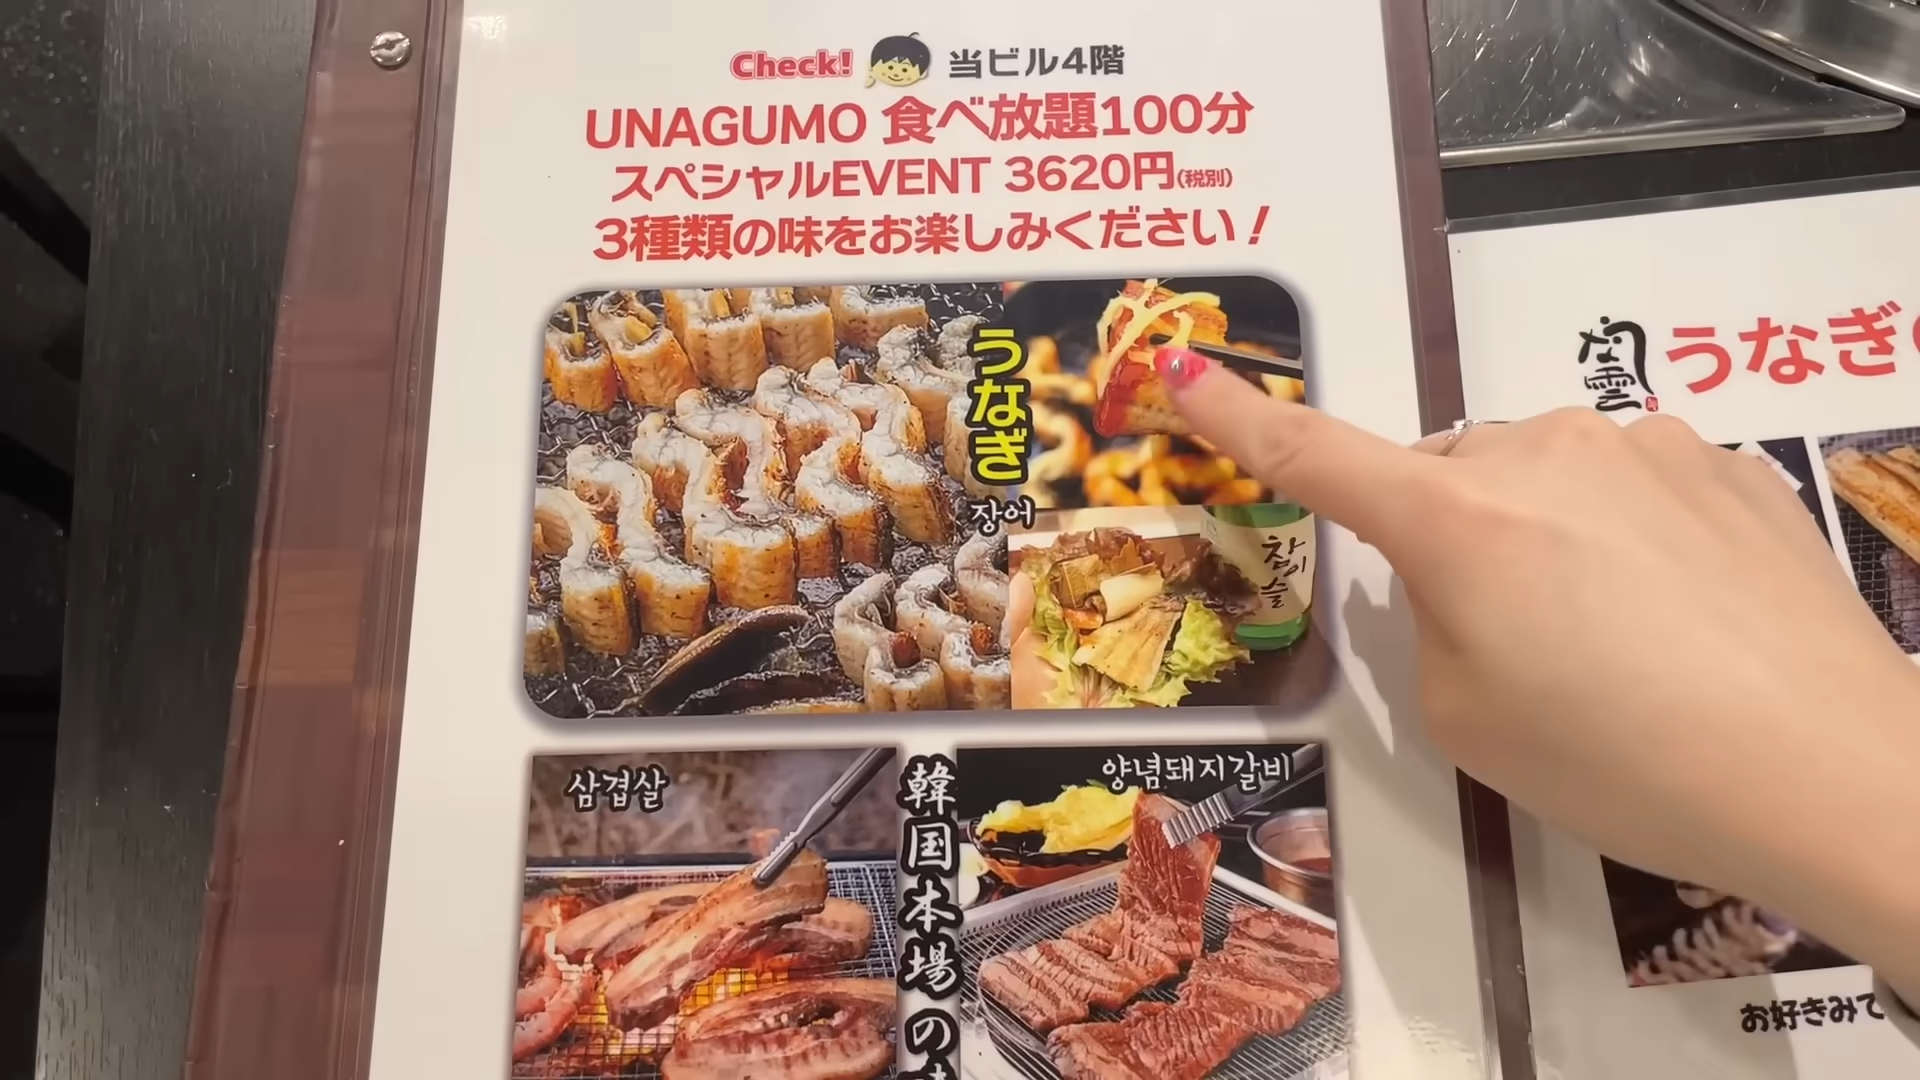 Check! 当ビル4階
UNAGUMO 食べ放題100分
スペシャルEVENT 3620円(税別)
3種類の味をお楽しみください!
うなぎ
장어
참이슬
삼겹살
양념돼지갈비
韓国本場の
うなぎ
お好きみて